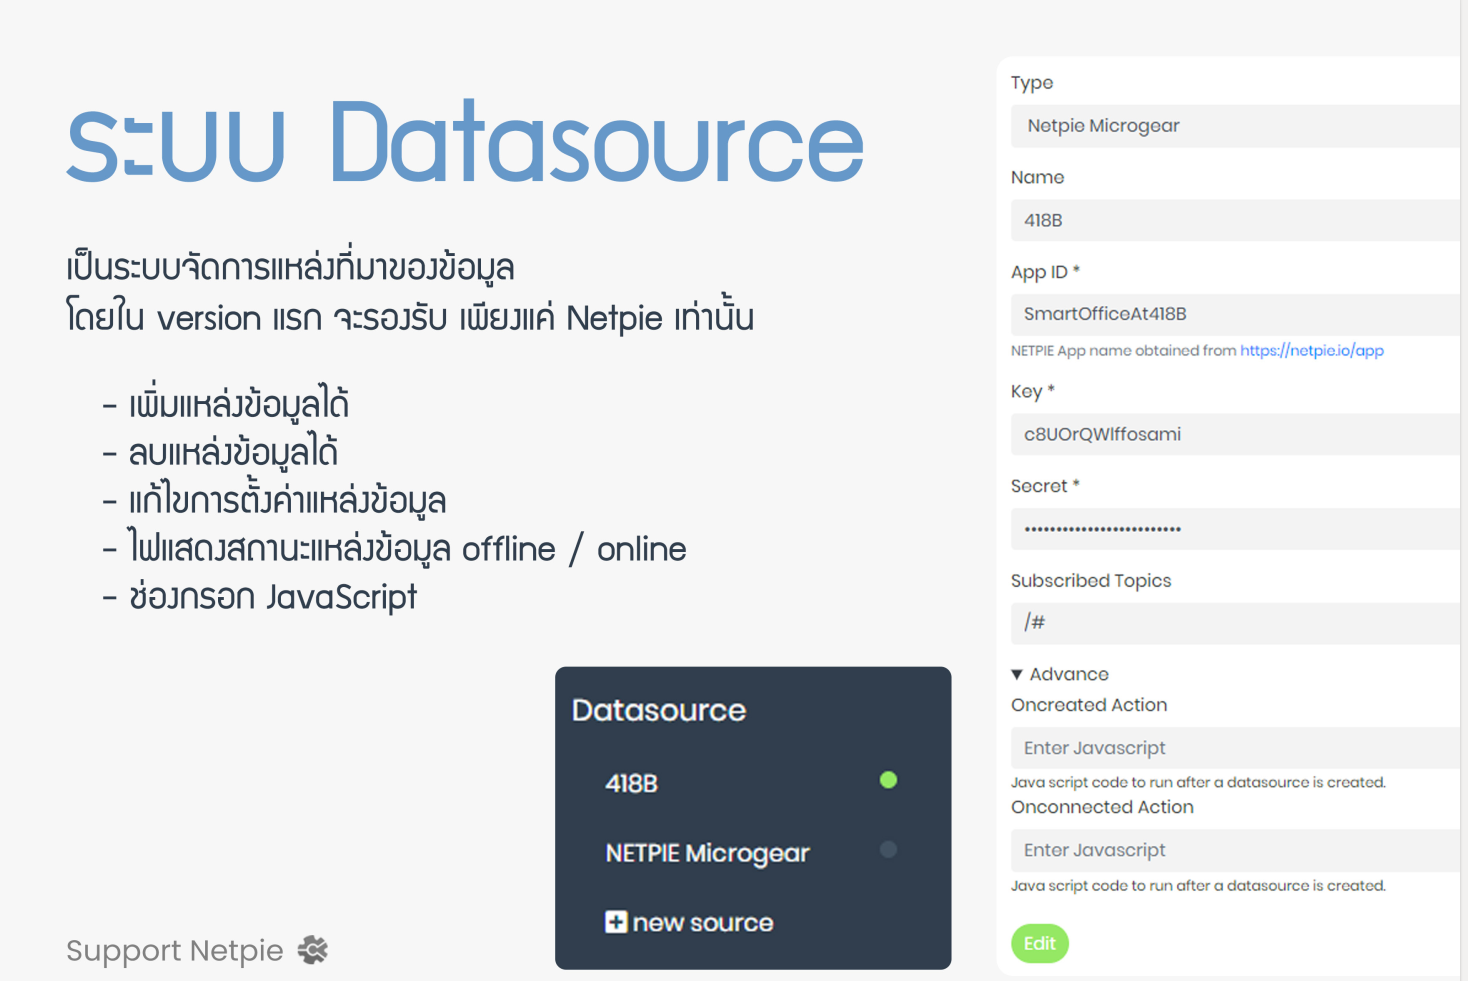 ระบบ Datasource
เป็นระบบจัดการแหล่งที่มาของข้อมูล
โดยใน version แรก จะรองรับ เพียงแค่ Netpie เท่านั้น
- เพิ่มแหล่งข้อมูลได้
- ลบแหล่งข้อมูลได้
- แก้ไขการตั้งค่าแหล่งข้อมูล
- ไฟแสดงสถานะแหล่งข้อมูล offline / online
- ช่องกรอก JavaScript
Datasource
418B
NETPIE Microgear
new source
Support Netpie
Type
Netpie Microgear
Name
418B
App ID *
SmartOfficeAt418B
NETPIE App name obtained from https://netpie.io/app
Key *
c8UOrQWlffosami
Secret *
•••••••••••••••••••••••••
Subscribed Topics
/#
▼ Advance
Oncreated Action
Enter Javascript
Java script code to run after a datasource is created.
Onconnected Action
Enter Javascript
Java script code to run after a datasource is created.
Edit